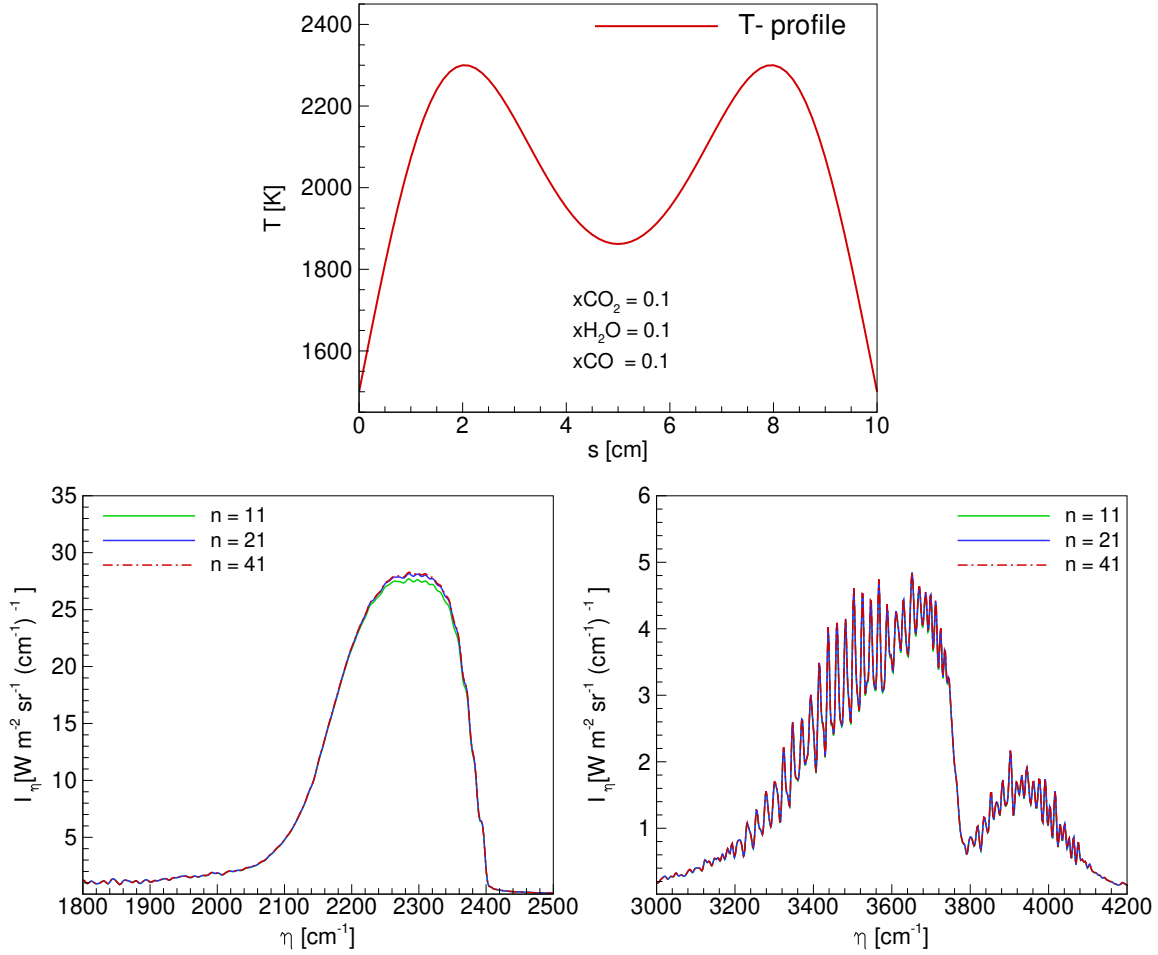 T- profile
2400
2200
2000
1800
1600
T [K]
xCO₂ = 0.1
xH₂O = 0.1
xCO = 0.1
0 2 4 6 8 10
s [cm]
n = 11
n = 21
n = 41
35
30
25
20
15
10
5
I η[W m⁻² sr⁻¹ (cm⁻¹) ⁻¹ ]
1800 1900 2000 2100 2200 2300 2400 2500
η [cm⁻¹]
n = 11
n = 21
n = 41
6
5
4
3
2
1
I η[W m⁻² sr⁻¹ (cm⁻¹) ⁻¹ ]
3000 3200 3400 3600 3800 4000 4200
η [cm⁻¹]